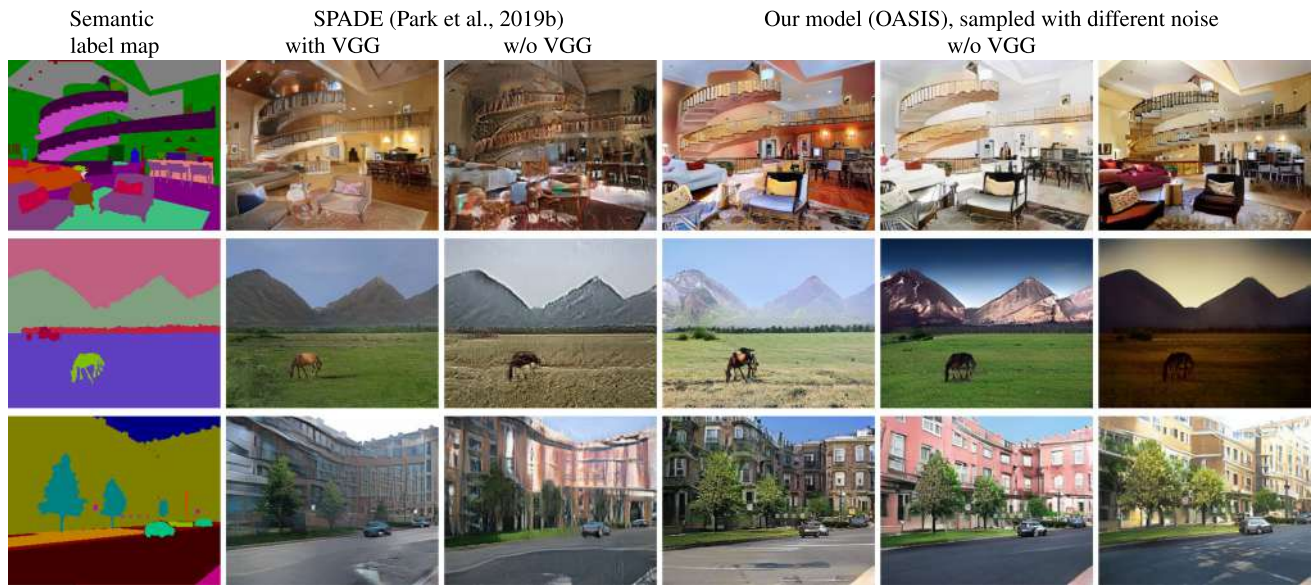 Semantic
label map
SPADE (Park et al., 2019b)
with VGG
w/o VGG
Our model (OASIS), sampled with different noise
w/o VGG